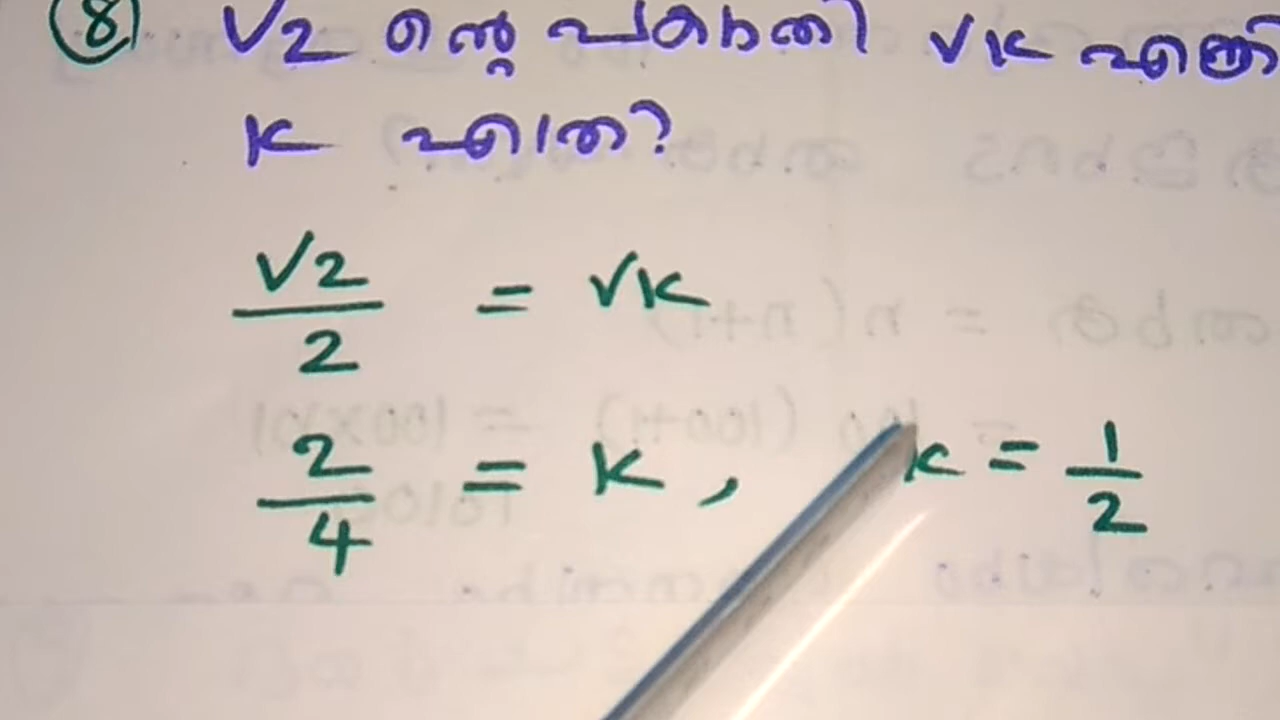 ⑧ √2 ന്റെ പകുതി √K എങ്കിൽ
K എത്ര?
√2/2 = √K
2/4 = K, K = 1/2